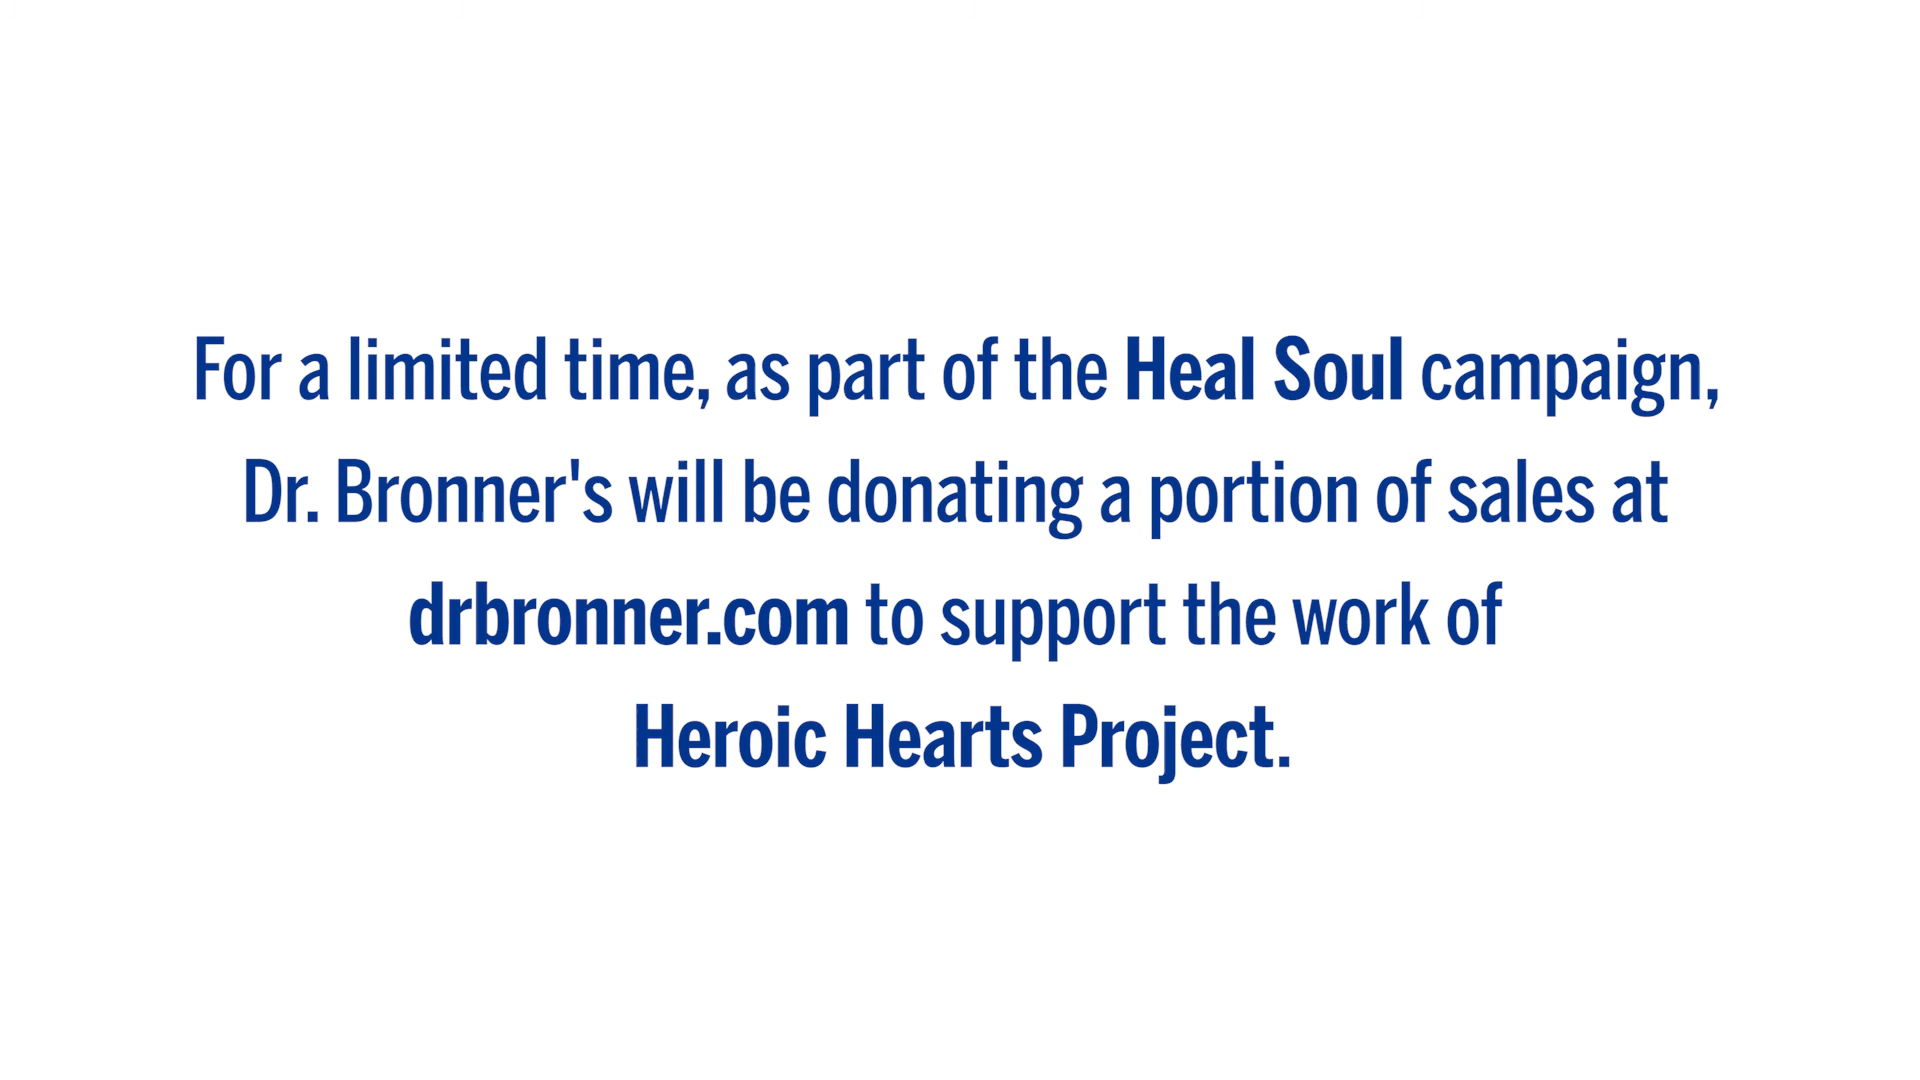 For a limited time, as part of the Heal Soul campaign,
Dr. Bronner's will be donating a portion of sales at
drbronner.com to support the work of
Heroic Hearts Project.